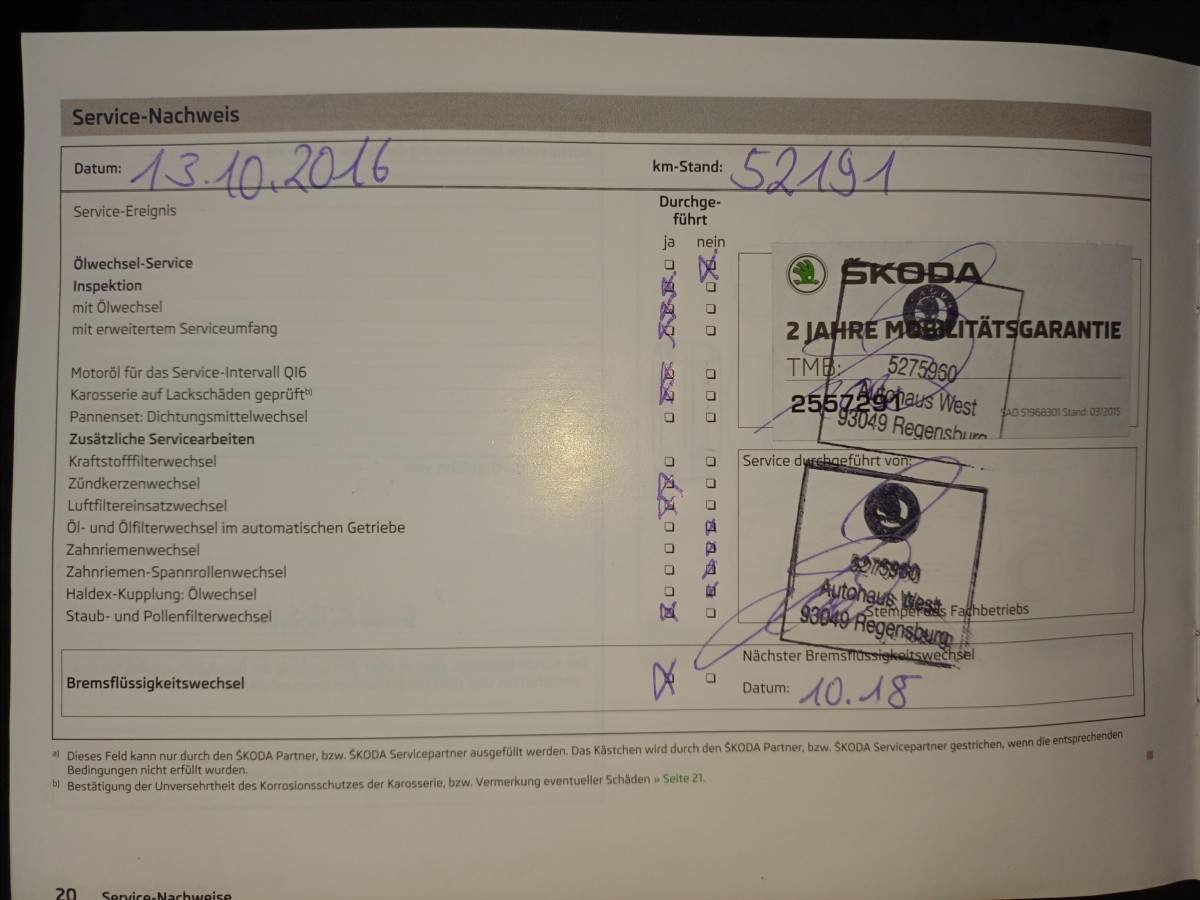 Service-Nachweis
Datum: 13.10.2016
km-Stand: 52191
Service-Ereignis
Durchge-
führt
ja nein
Ölwechsel-Service
Inspektion
mit Ölwechsel
mit erweitertem Serviceumfang
Motoröl für das Service-Intervall QI6
Karosserie auf Lackschäden geprüft b)
Pannenset: Dichtungsmittelwechsel
Zusätzliche Servicearbeiten
Kraftstofffilterwechsel
Zündkerzenwechsel
Luftfiltereinsatzwechsel
Öl- und Ölfilterwechsel im automatischen Getriebe
Zahnriemenwechsel
Zahnriemen-Spannrollenwechsel
Haldex-Kupplung: Ölwechsel
Staub- und Pollenfilterwechsel
ŠKODA
2 JAHRE MOBILITÄTSGARANTIE
TMB:
5275960
2557291
Autohaus West
93049 Regensburg
SAD 51968301 Stand: 03/2015
Service durchgeführt von:
5275960
Autohaus West
Stempel des Fachbetriebs
93049 Regensburg
Bremsflüssigkeitswechsel
Nächster Bremsflüssigkeitswechsel
Datum: 10.18
a) Dieses Feld kann nur durch den ŠKODA Partner, bzw. ŠKODA Servicepartner ausgefüllt werden. Das Kästchen wird durch den ŠKODA Partner, bzw. ŠKODA Servicepartner gestrichen, wenn die entsprechenden
Bedingungen nicht erfüllt wurden.
b) Bestätigung der Unversehrtheit des Korrosionsschutzes der Karosserie, bzw. Vermerkung eventueller Schäden » Seite 21.
20 Service-Nachweise